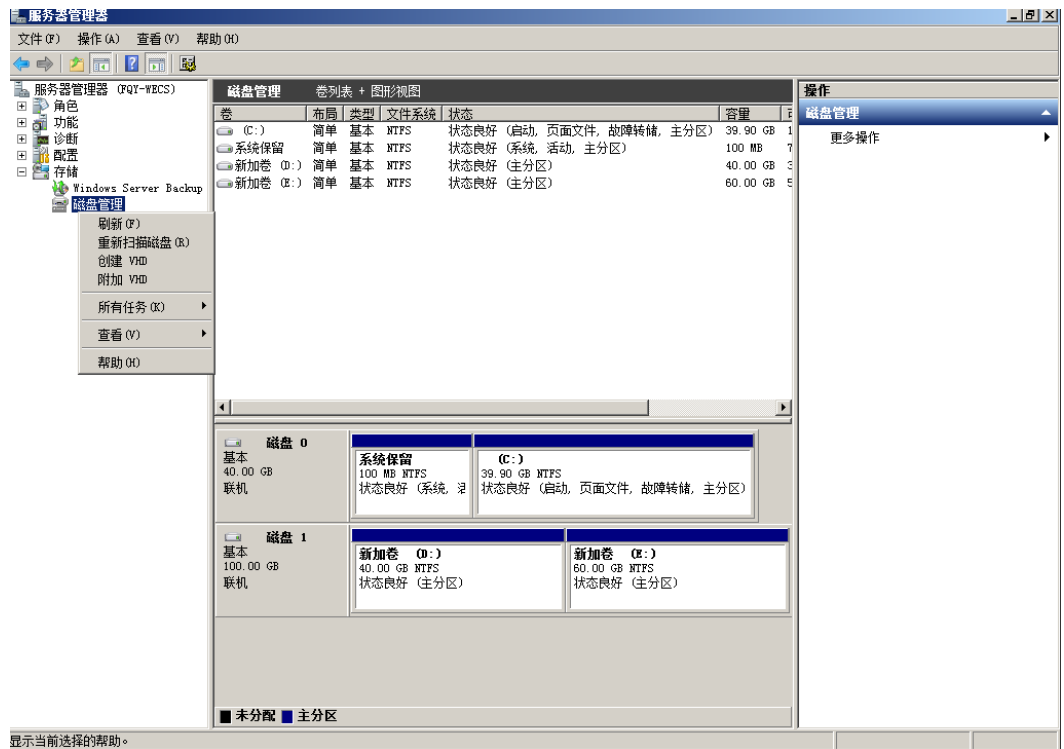 服务器管理器
文件(F) 操作(A) 查看(V) 帮助(H)
服务器管理器 (FQY-WECS)
角色
功能
诊断
配置
存储
Windows Server Backup
磁盘管理
刷新(F)
重新扫描磁盘(R)
创建 VHD
附加 VHD
所有任务(K)
查看(V)
帮助(H)
磁盘管理 卷列表 + 图形视图
卷 布局 类型 文件系统 状态 容量
(C:) 简单 基本 NTFS 状态良好 (启动, 页面文件, 故障转储, 主分区) 39.90 GB 1
系统保留 简单 基本 NTFS 状态良好 (系统, 活动, 主分区) 100 MB 7
新加卷 (D:) 简单 基本 NTFS 状态良好 (主分区) 40.00 GB 3
新加卷 (E:) 简单 基本 NTFS 状态良好 (主分区) 60.00 GB 5
磁盘 0
基本
40.00 GB
联机
系统保留
100 MB NTFS
状态良好 (系统, 
(C:)
39.90 GB NTFS
状态良好 (启动, 页面文件, 故障转储, 主分区)
磁盘 1
基本
100.00 GB
联机
新加卷 (D:)
40.00 GB NTFS
状态良好 (主分区)
新加卷 (E:)
60.00 GB NTFS
状态良好 (主分区)
未分配 主分区
操作
磁盘管理
更多操作
显示当前选择的帮助。